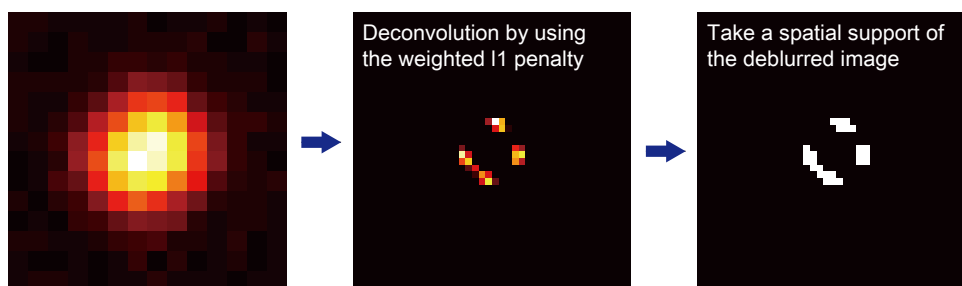 Deconvolution by using
the weighted l1 penalty
Take a spatial support of
the deblurred image